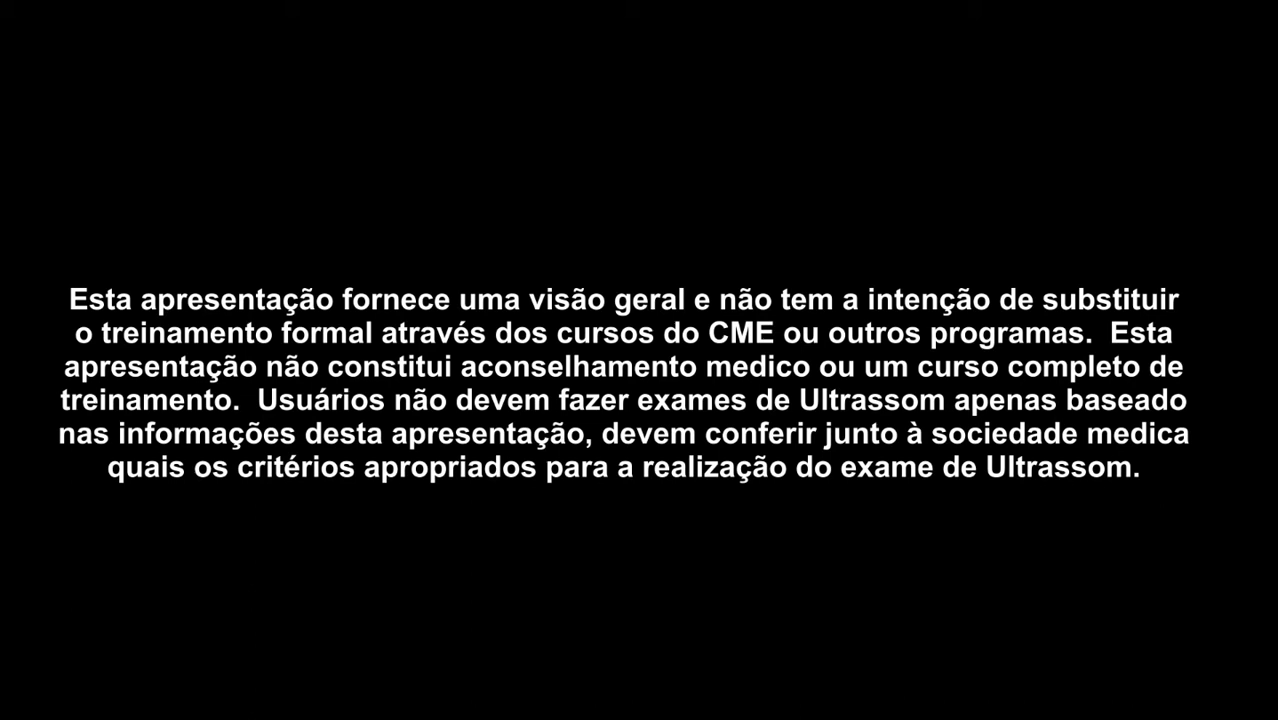 Esta apresentação fornece uma visão geral e não tem a intenção de substituir
o treinamento formal através dos cursos do CME ou outros programas.  Esta
apresentação não constitui aconselhamento medico ou um curso completo de
treinamento.  Usuários não devem fazer exames de Ultrassom apenas baseado
nas informações desta apresentação, devem conferir junto à sociedade medica
quais os critérios apropriados para a realização do exame de Ultrassom.